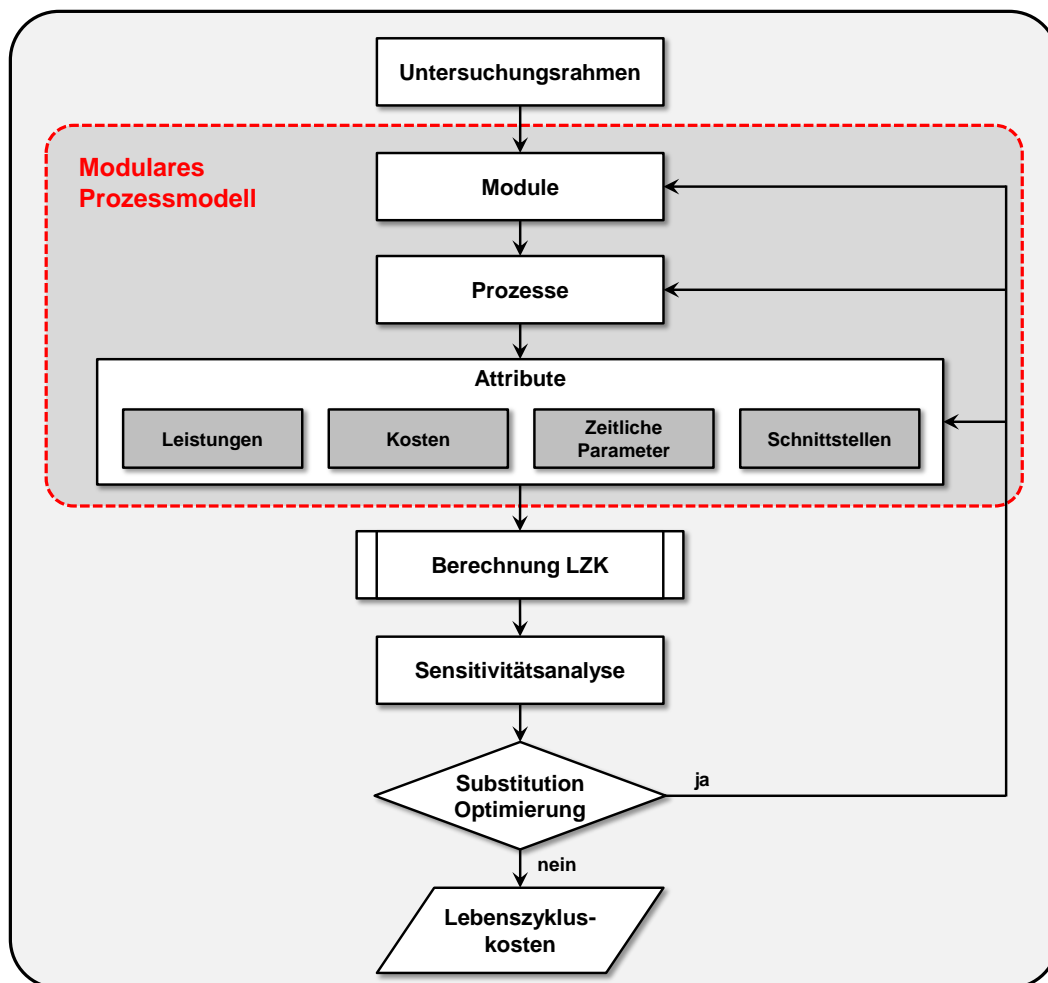 Untersuchungsrahmen
Modulares
Prozessmodell
Module
Prozesse
Attribute
Leistungen
Kosten
Zeitliche
Parameter
Schnittstellen
Berechnung LZK
Sensitivitätsanalyse
Substitution
Optimierung
ja
nein
Lebenszyklus-
kosten